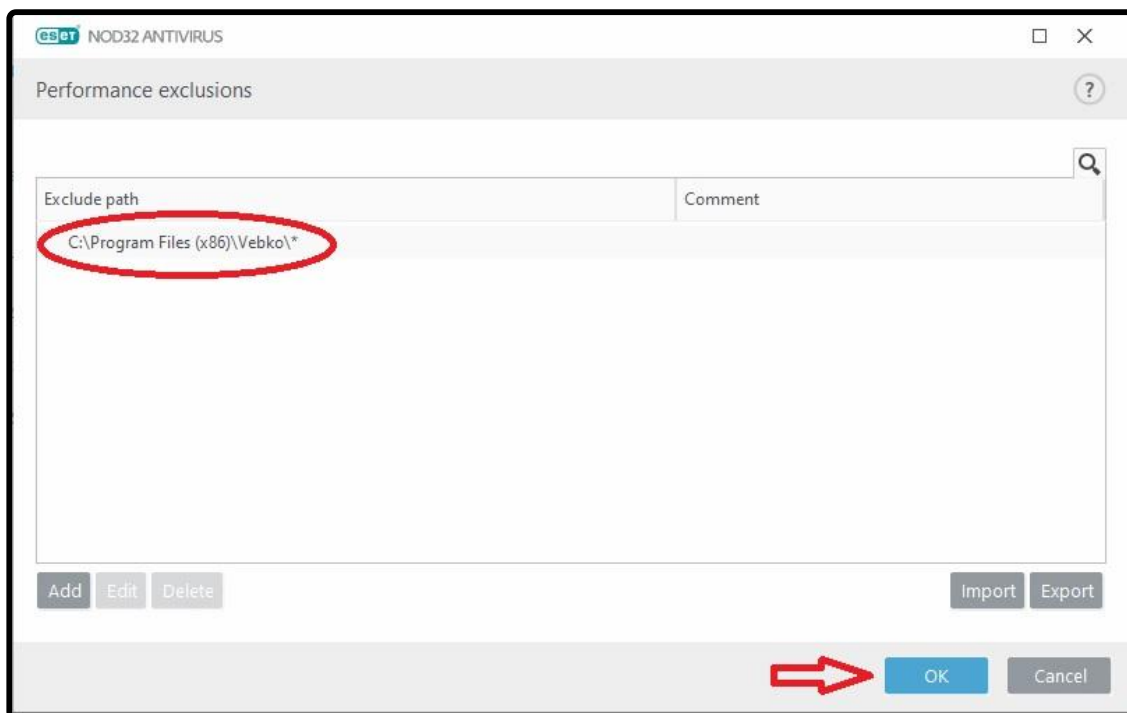 eset NOD32 ANTIVIRUS
Performance exclusions ?
Exclude path Comment
C:\Program Files (x86)\Vebko\*
Add Edit Delete Import Export
OK Cancel